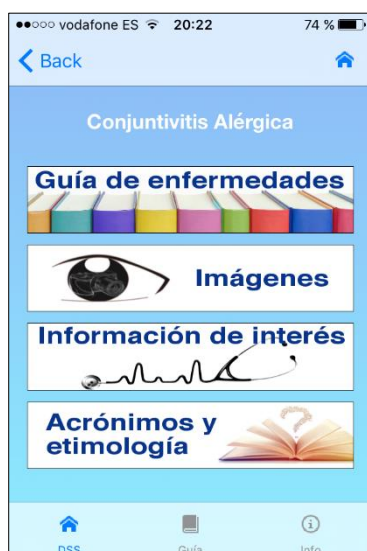 vodafone ES 20:22 74 %
Back
Conjuntivitis Alérgica
Guía de enfermedades
Imágenes
Información de interés
Acrónimos y
etimología
DSS Guía Info